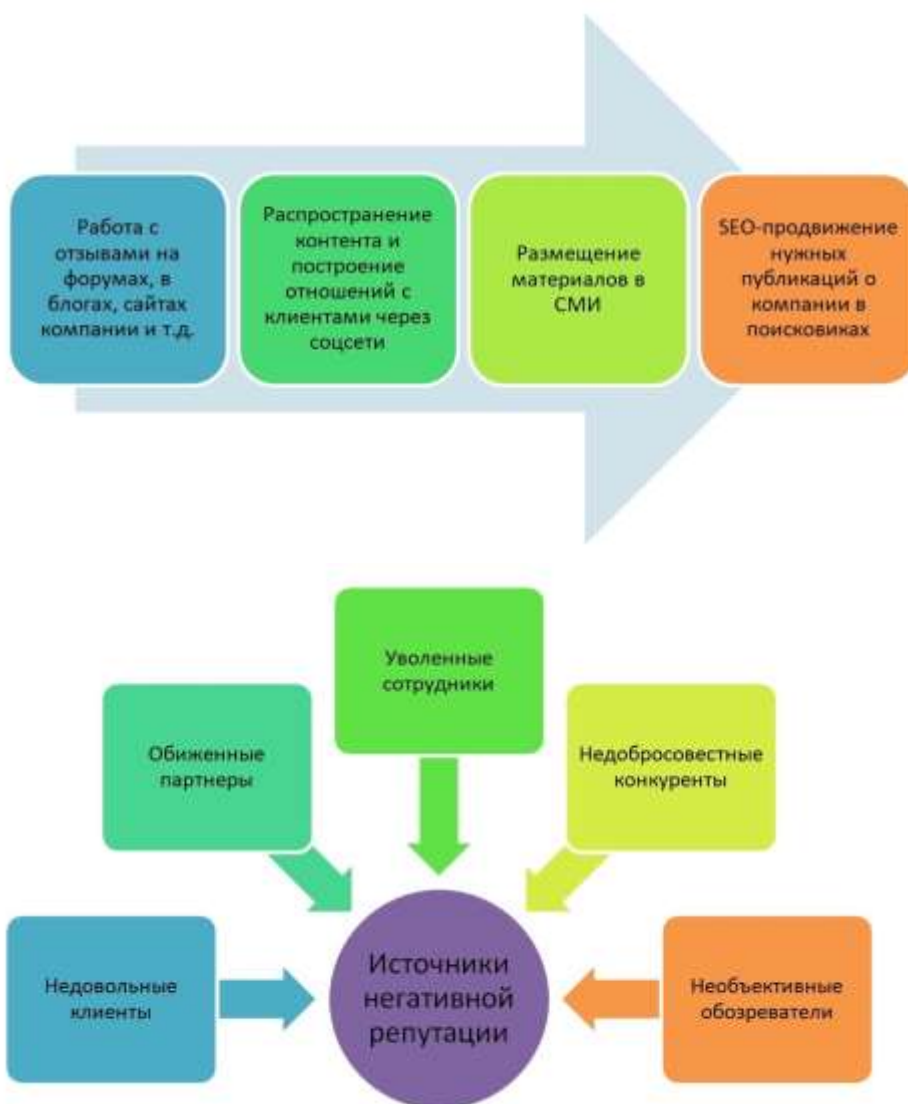 Работа с
отзывами на
форумах, в
блогах, сайтах
компании и т.д.
Распространение
контента и
построение
отношений с
клиентами через
соцсети
Размещение
материалов в
СМИ
SEO-продвижение
нужных
публикаций о
компании в
поисковиках
Уволенные
сотрудники
Обиженные
партнеры
Недобросовестные
конкуренты
Недовольные
клиенты
Источники
негативной
репутации
Необъективные
обозреватели